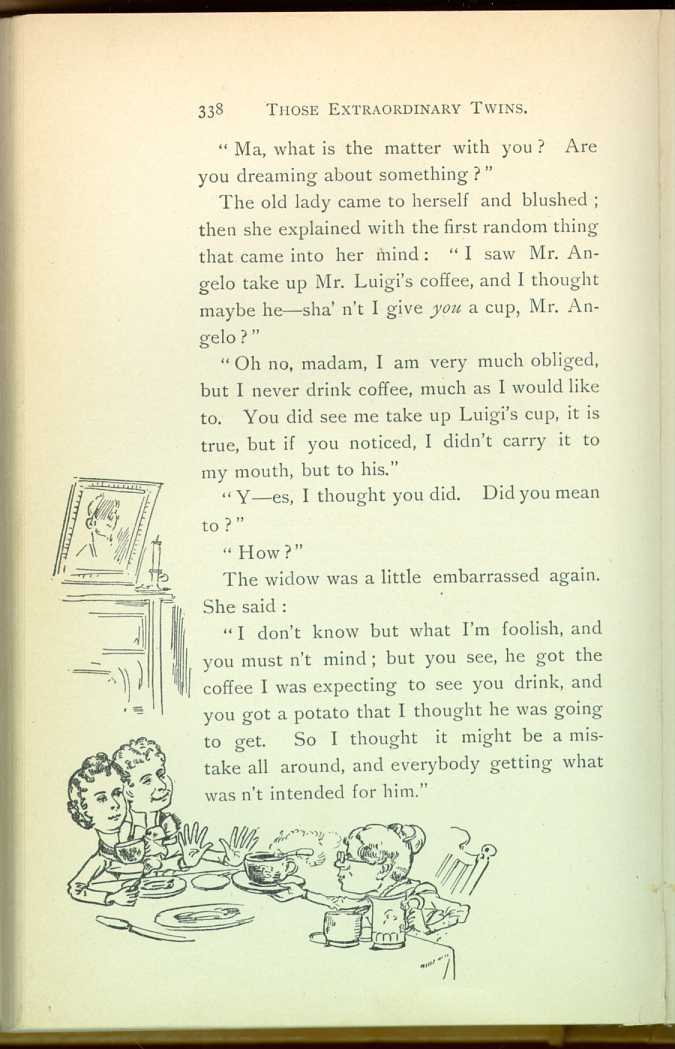 338 THOSE EXTRAORDINARY TWINS.
"Ma, what is the matter with you? Are
you dreaming about something?"
The old lady came to herself and blushed;
then she explained with the first random thing
that came into her mind: "I saw Mr. An-
gelo take up Mr. Luigi's coffee, and I thought
maybe he—sha' n't I give you a cup, Mr. An-
gelo?"
"Oh no, madam, I am very much obliged,
but I never drink coffee, much as I would like
to. You did see me take up Luigi's cup, it is
true, but if you noticed, I didn't carry it to
my mouth, but to his."
"Y—es, I thought you did. Did you mean
to?"
"How?"
The widow was a little embarrassed again.
She said:
"I don't know but what I'm foolish, and
you must n't mind; but you see, he got the
coffee I was expecting to see you drink, and
you got a potato that I thought he was going
to get. So I thought it might be a mis-
take all around, and everybody getting what
was n't intended for him."